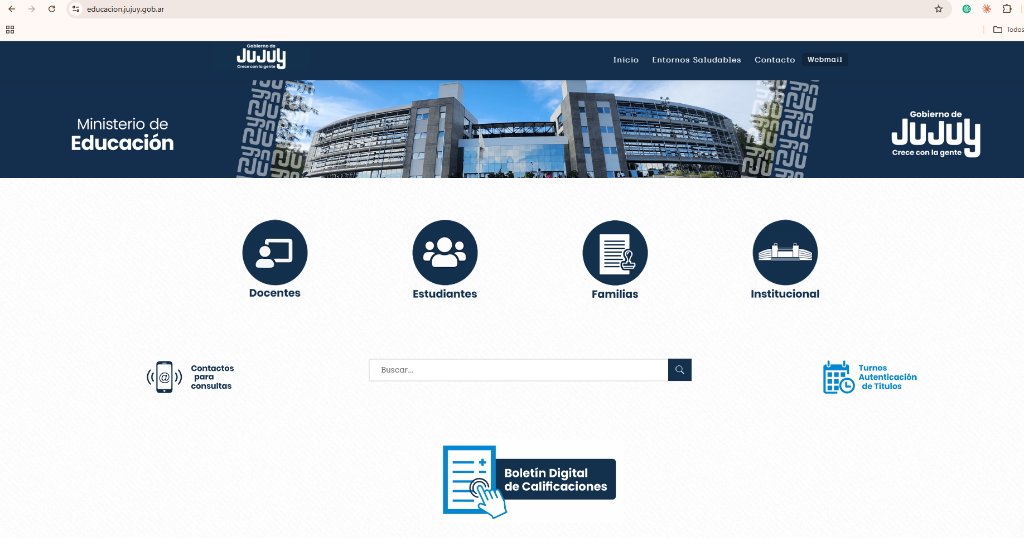 educacion.jujuy.gob.ar
Todos
Gobierno de
JUJUY
Crece con la gente
Inicio
Entornos Saludables
Contacto
Webmail
Ministerio de
Educación
Gobierno de
JUJUY
Crece con la gente
Docentes
Estudiantes
Familias
Institucional
Contactos
para
consultas
Buscar...
Turnos
Autenticación
de Títulos
Boletín Digital
de Calificaciones